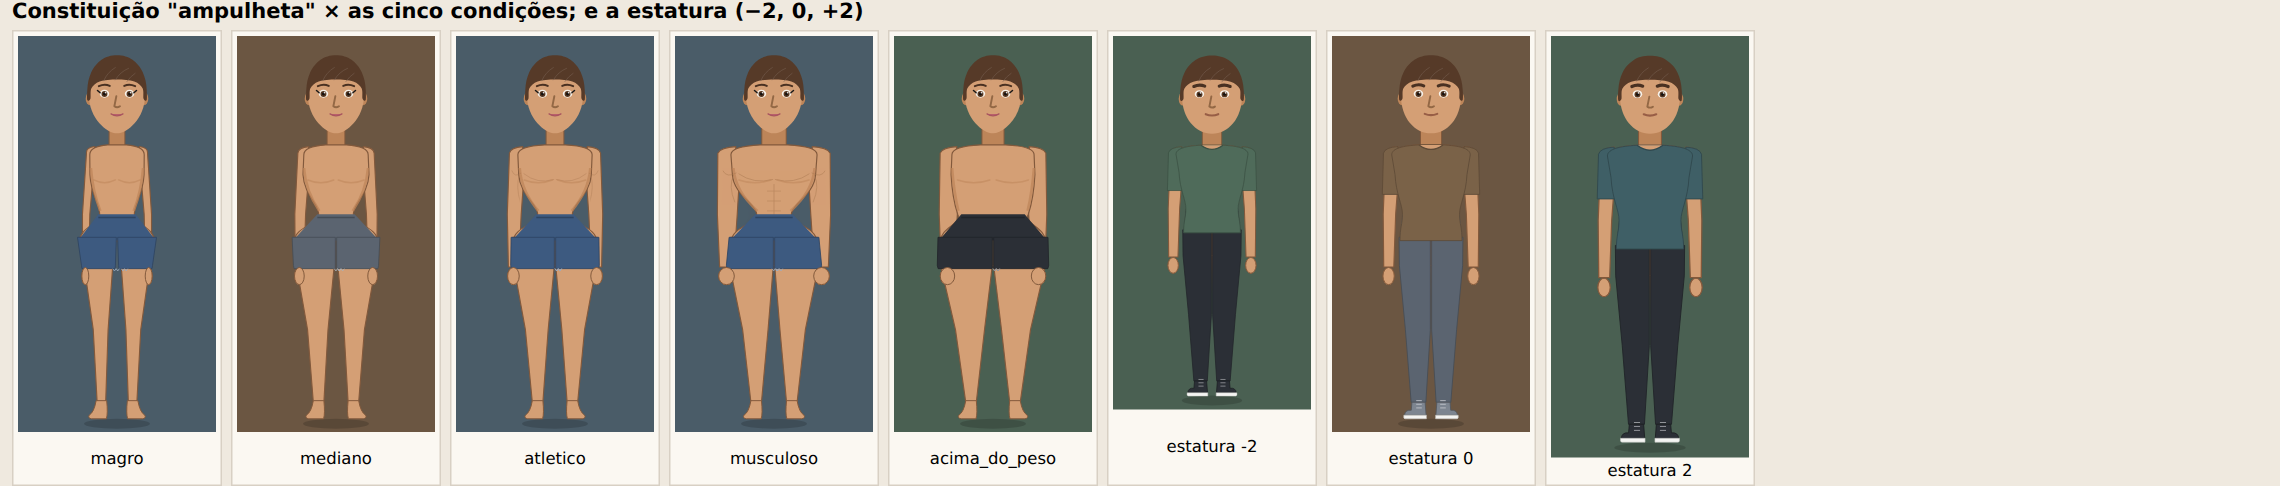 Constituição "ampulheta" × as cinco condições; e a estatura (−2, 0, +2)
magro
mediano
atletico
musculoso
acima_do_peso
estatura -2
estatura 0
estatura 2